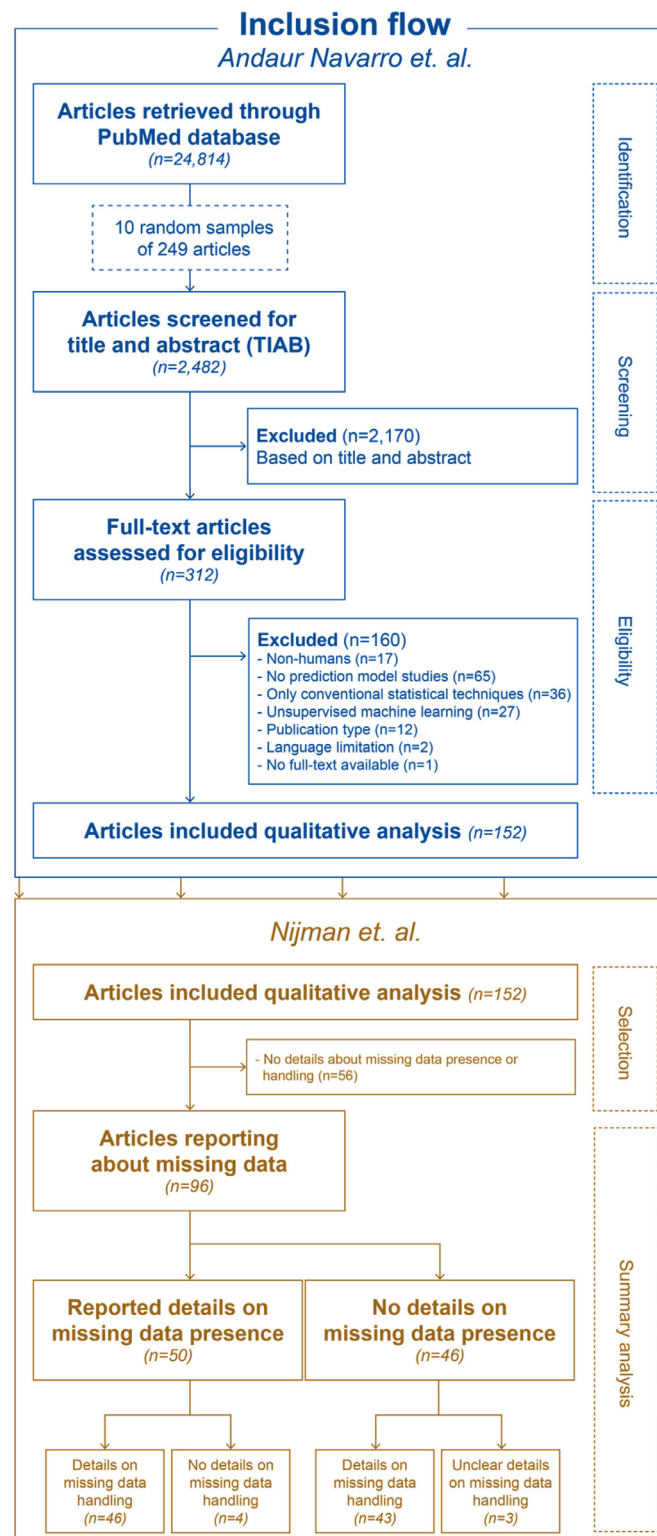 Inclusion flow
Andaur Navarro et. al.
Articles retrieved through
PubMed database
(n=24,814)
Identification
10 random samples
of 249 articles
Articles screened for
title and abstract (TIAB)
(n=2,482)
Screening
Excluded (n=2,170)
Based on title and abstract
Full-text articles
assessed for eligibility
(n=312)
Eligibility
Excluded (n=160)
- Non-humans (n=17)
- No prediction model studies (n=65)
- Only conventional statistical techniques (n=36)
- Unsupervised machine learning (n=27)
- Publication type (n=12)
- Language limitation (n=2)
- No full-text available (n=1)
Articles included qualitative analysis (n=152)
Nijman et. al.
Articles included qualitative analysis (n=152)
Selection
- No details about missing data presence or
handling (n=56)
Articles reporting
about missing data
(n=96)
Summary analysis
Reported details on
missing data presence
(n=50)
No details on
missing data presence
(n=46)
Details on
missing data
handling
(n=46)
No details on
missing data
handling
(n=4)
Details on
missing data
handling
(n=43)
Unclear details
on missing data
handling
(n=3)